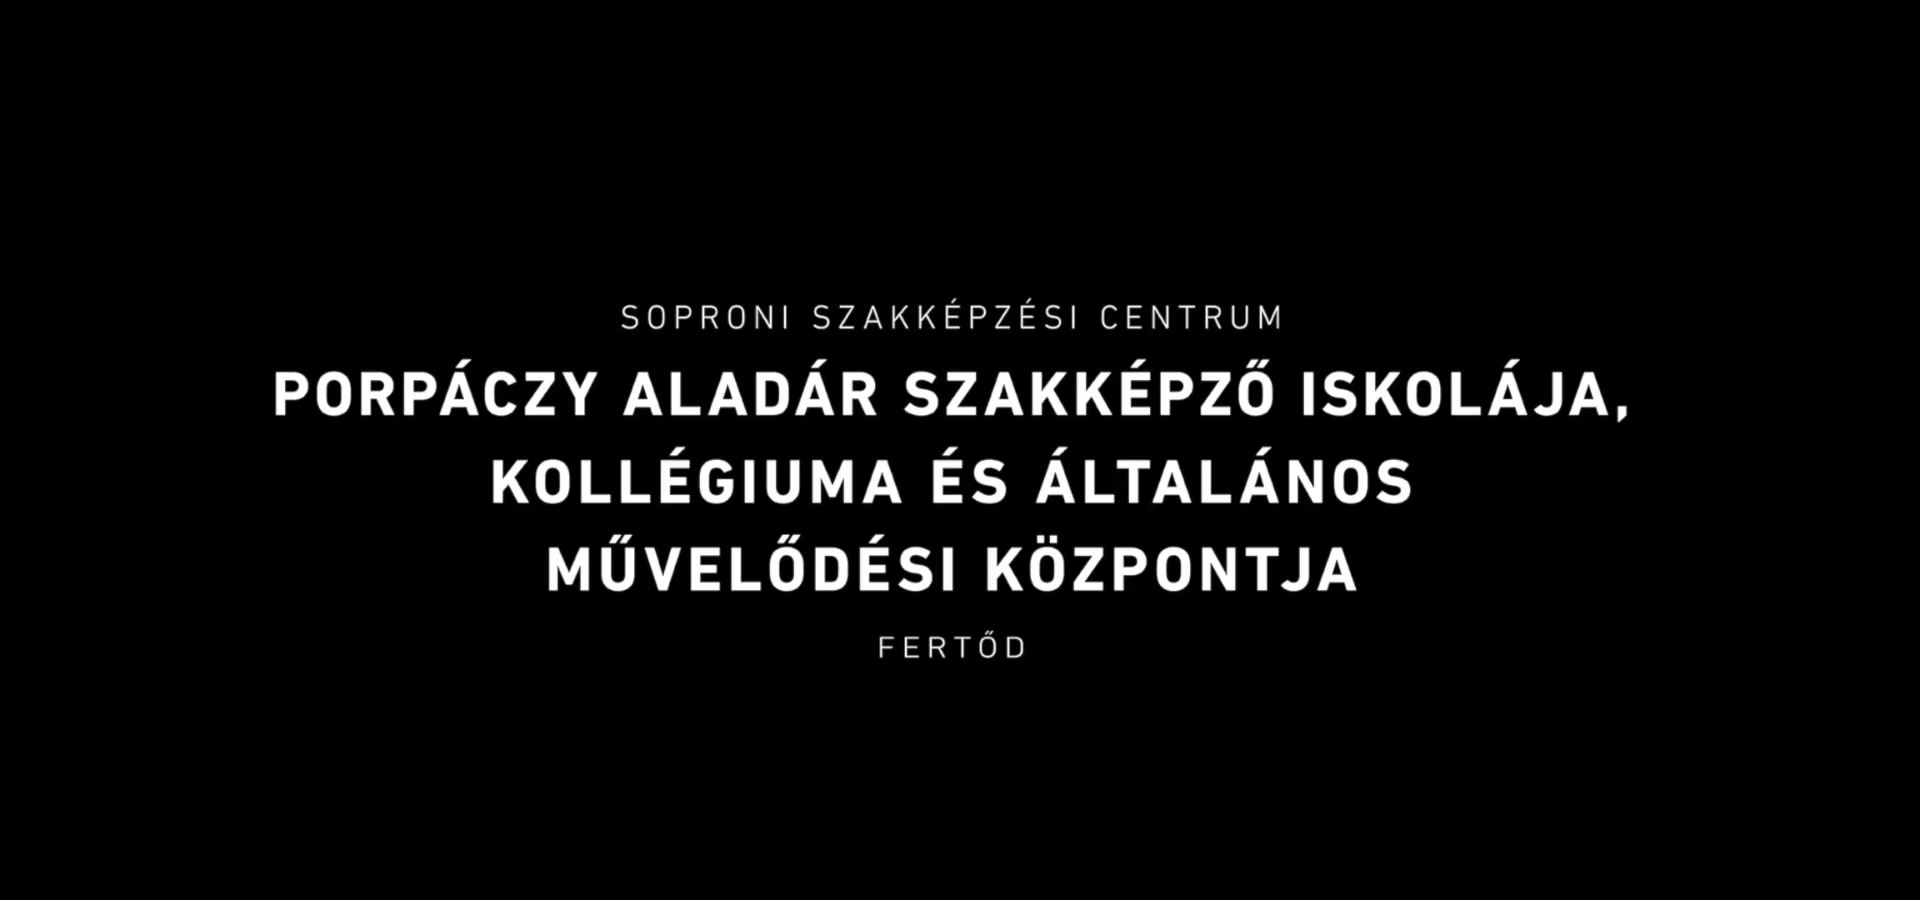 SOPRONI SZAKKÉPZÉSI CENTRUM
PORPÁCZY ALADÁR SZAKKÉPZŐ ISKOLÁJA,
KOLLÉGIUMA ÉS ÁLTALÁNOS
MŰVELŐDÉSI KÖZPONTJA
FERTŐD